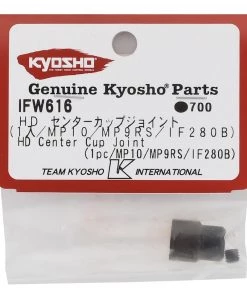 KYOSHO
Genuine Kyosho Parts
IFW616 ●700
HD センターカップジョイント
(1入/MP10/MP9RS/IF280B)
HD Center Cup Joint
(1pc/MP10/MP9RS/IF280B)
TEAM KYOSHO K INTERNATIONAL